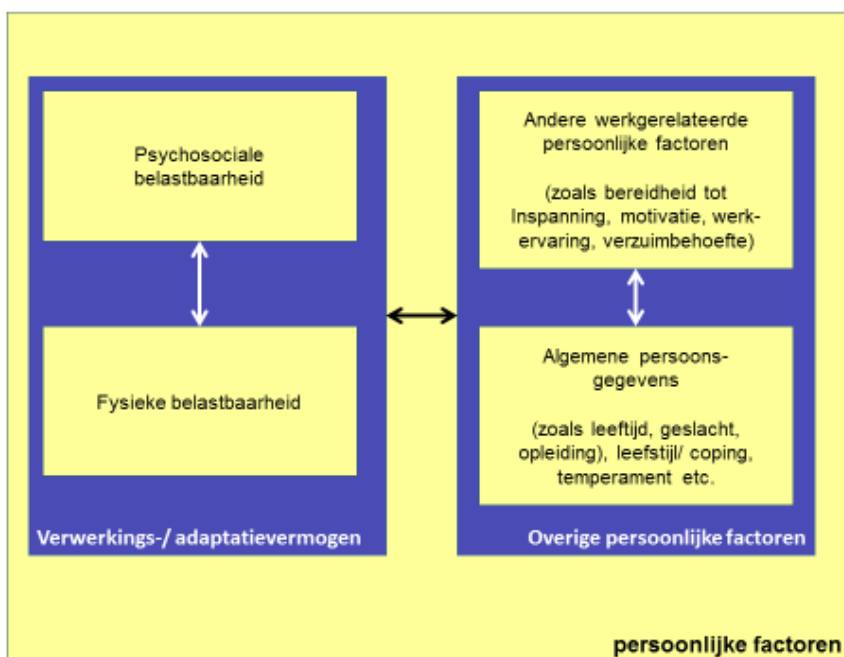 Psychosociale
belastbaarheid
Fysieke belastbaarheid
Verwerkings-/ adaptatievermogen
Andere werkgerelateerde
persoonlijke factoren
(zoals bereidheid tot
Inspanning, motivatie, werk-
ervaring, verzuimbehoefte)
Algemene persoons-
gegevens
(zoals leeftijd, geslacht,
opleiding), leefstijl/ coping,
temperament etc.
Overige persoonlijke factoren
persoonlijke factoren